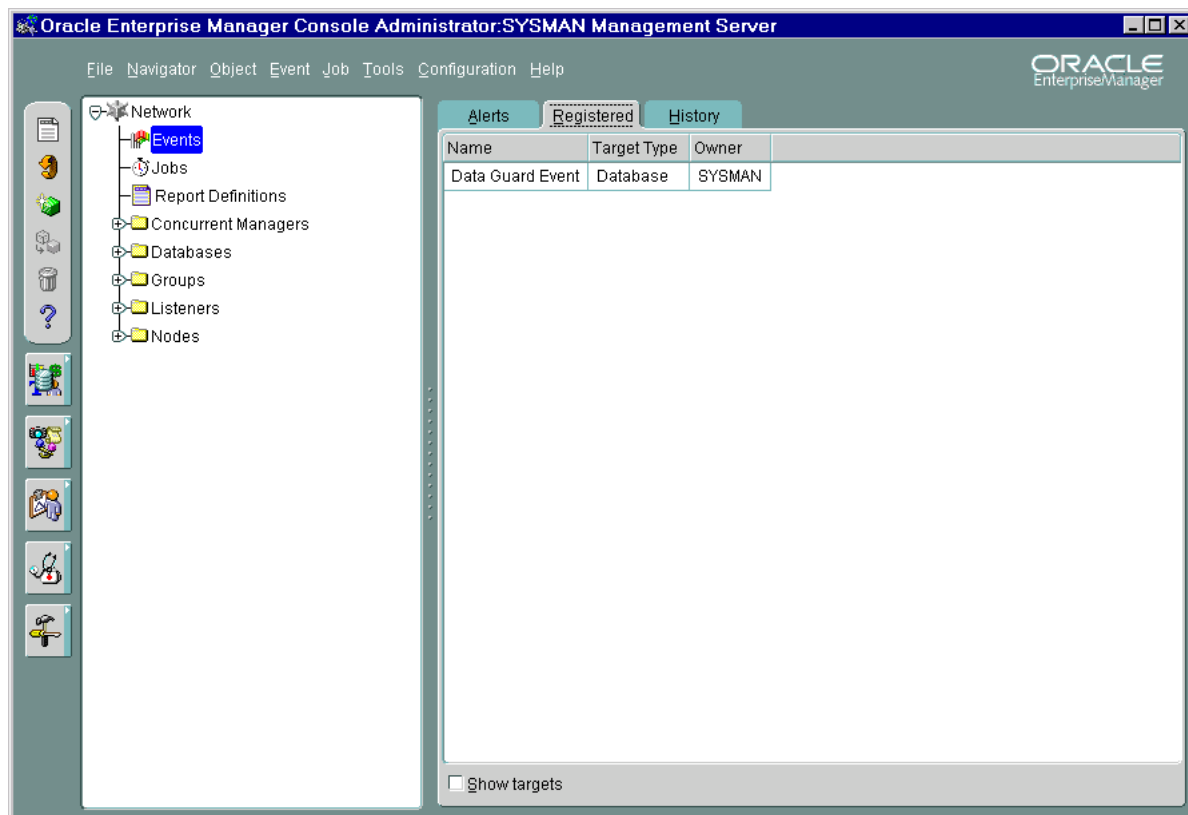 Oracle Enterprise Manager Console Administrator:SYSMAN Management Server
File Navigator Object Event Job Tools Configuration Help
ORACLE
EnterpriseManager
Network
Events
Jobs
Report Definitions
Concurrent Managers
Databases
Groups
Listeners
Nodes
Alerts Registered History
Name Target Type Owner
Data Guard Event Database SYSMAN
Show targets